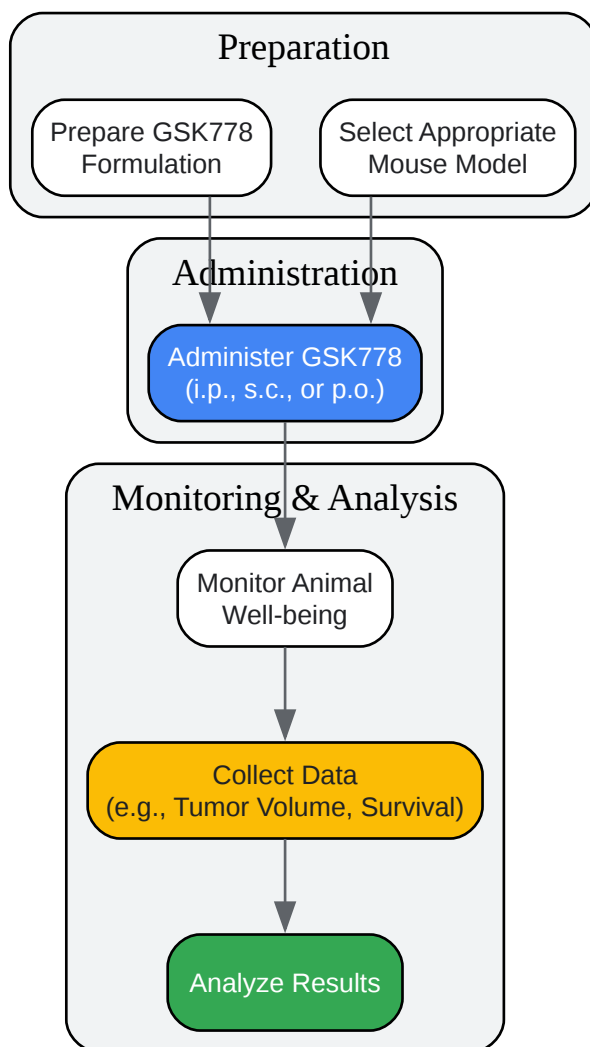 Preparation
Prepare GSK778
Formulation
Select Appropriate
Mouse Model
Administration
Administer GSK778
(i.p., s.c., or p.o.)
Monitoring & Analysis
Monitor Animal
Well-being
Collect Data
(e.g., Tumor Volume, Survival)
Analyze Results